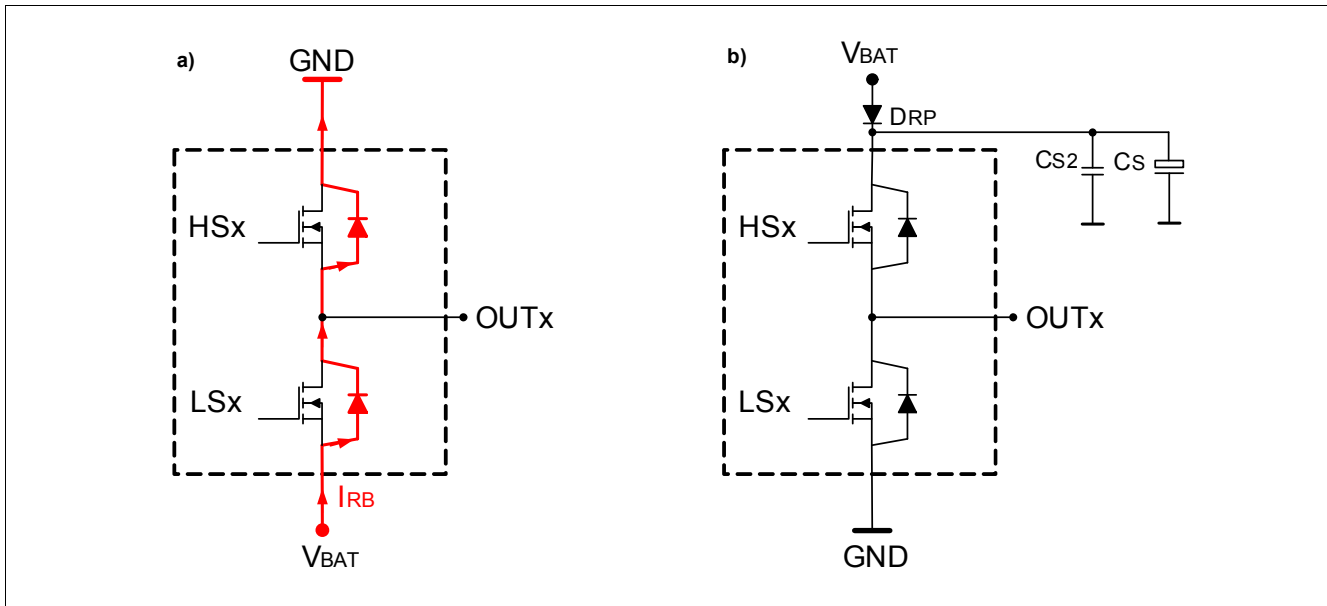 a)
GND
HSx
OUTx
LSx
IRB
VBAT
b)
VBAT
DRP
CS2
CS
HSx
OUTx
LSx
GND